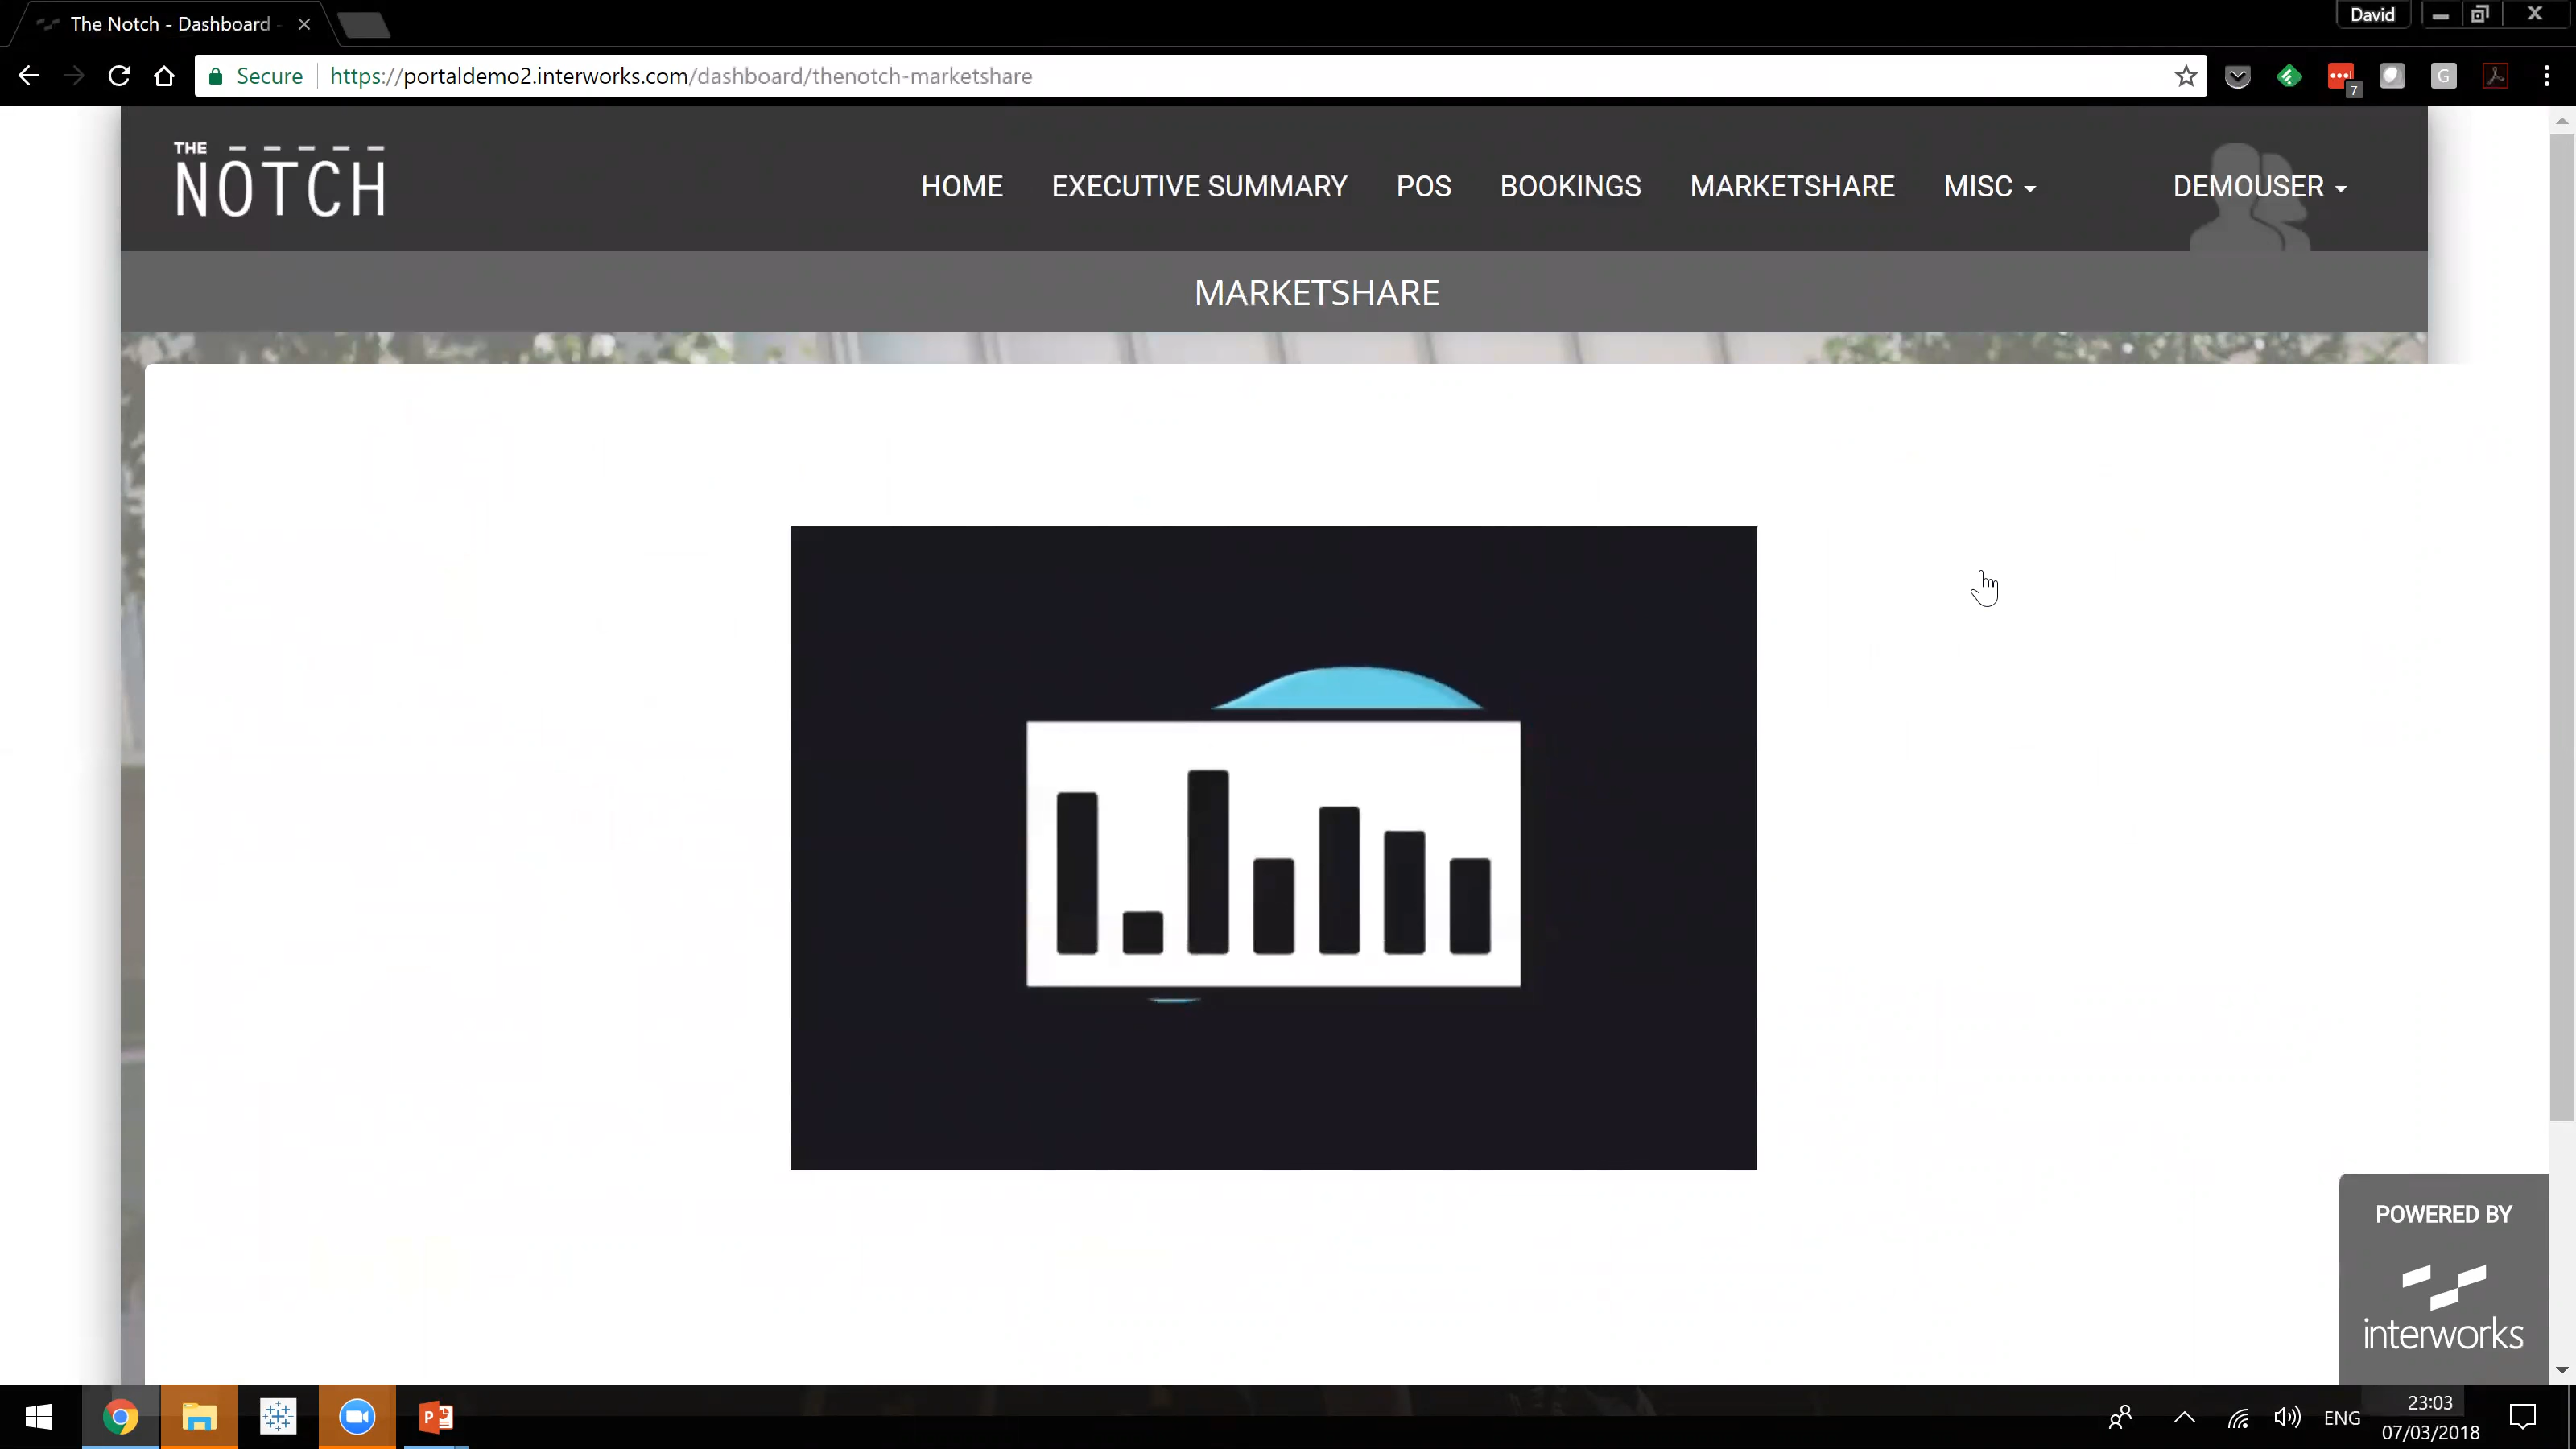 The Notch - Dashboard -
David
Secure
https://portaldemo2.interworks.com/dashboard/thenotch-marketshare
7
G
THE
NOTCH
HOME
EXECUTIVE SUMMARY
POS
BOOKINGS
MARKETSHARE
MISC
DEMOUSER
MARKETSHARE
POWERED BY
interworks
P
ENG
23:03
07/03/2018